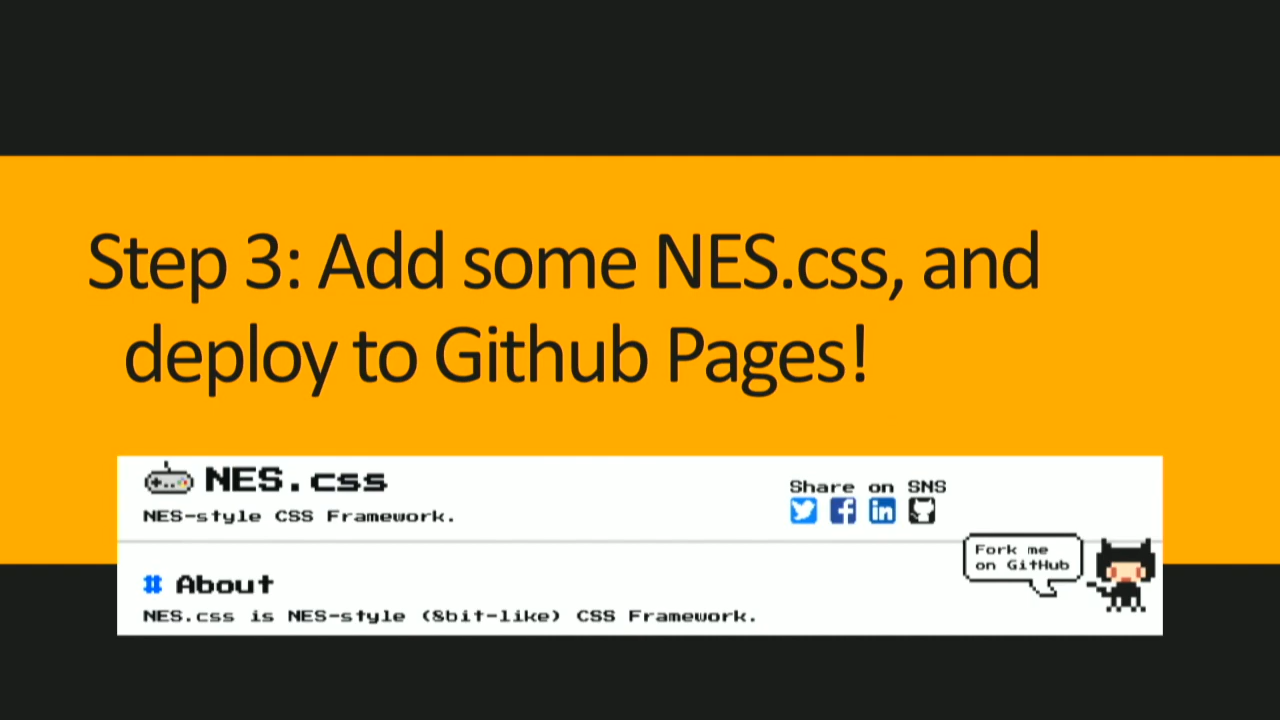 Step 3: Add some NES.css, and
deploy to Github Pages!
NES.css
NES-style CSS Framework.
Share on SNS
Fork me
on GitHub
# About
NES.css is NES-style (8bit-like) CSS Framework.